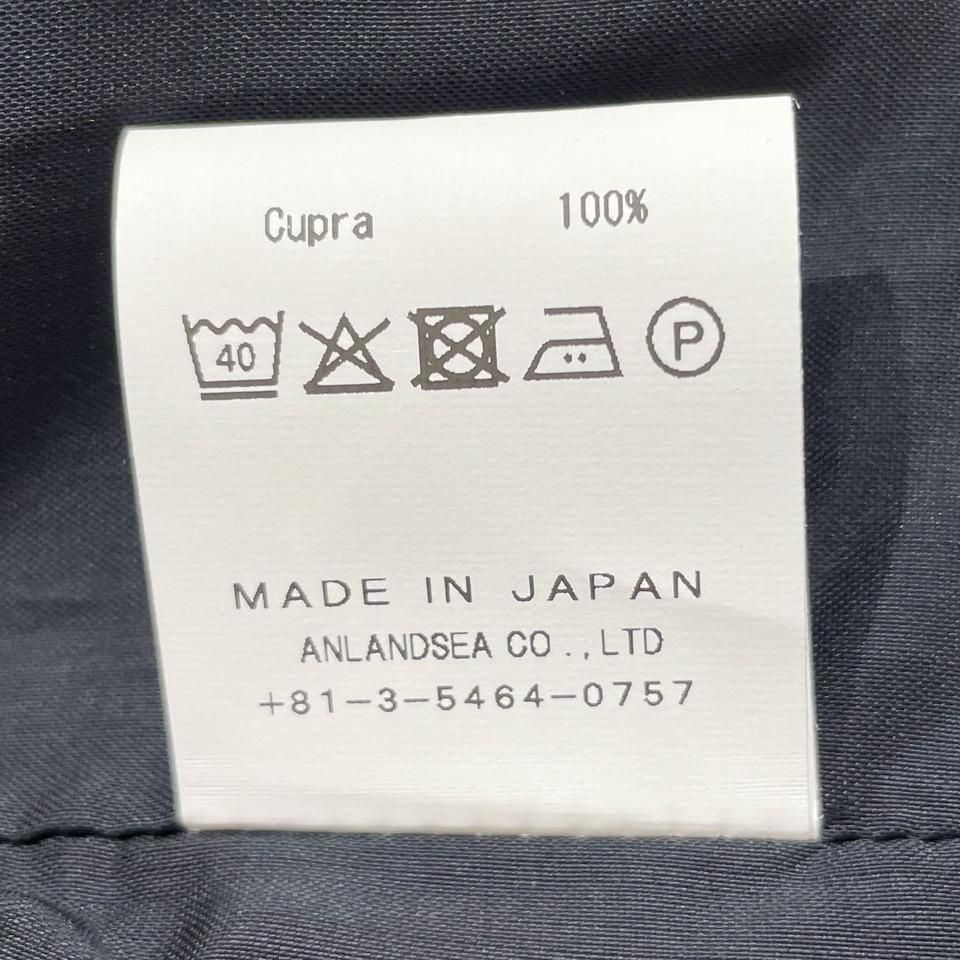 Cupra 100%
40 P
MADE IN JAPAN
ANLANDSEA CO.,LTD
+81-3-5464-0757